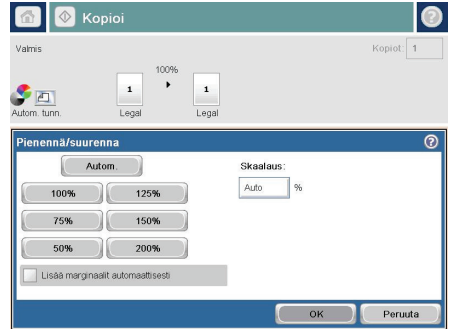 Kopioi
?
Valmis
Kopiot: 1
100%
1 1
Autom. tunn. Legal Legal
Pienennä/suurenna
?
Autom.
Skaalaus:
100% 125%
Auto %
75% 150%
50% 200%
Lisää marginaalit automaattisesti
OK Peruuta